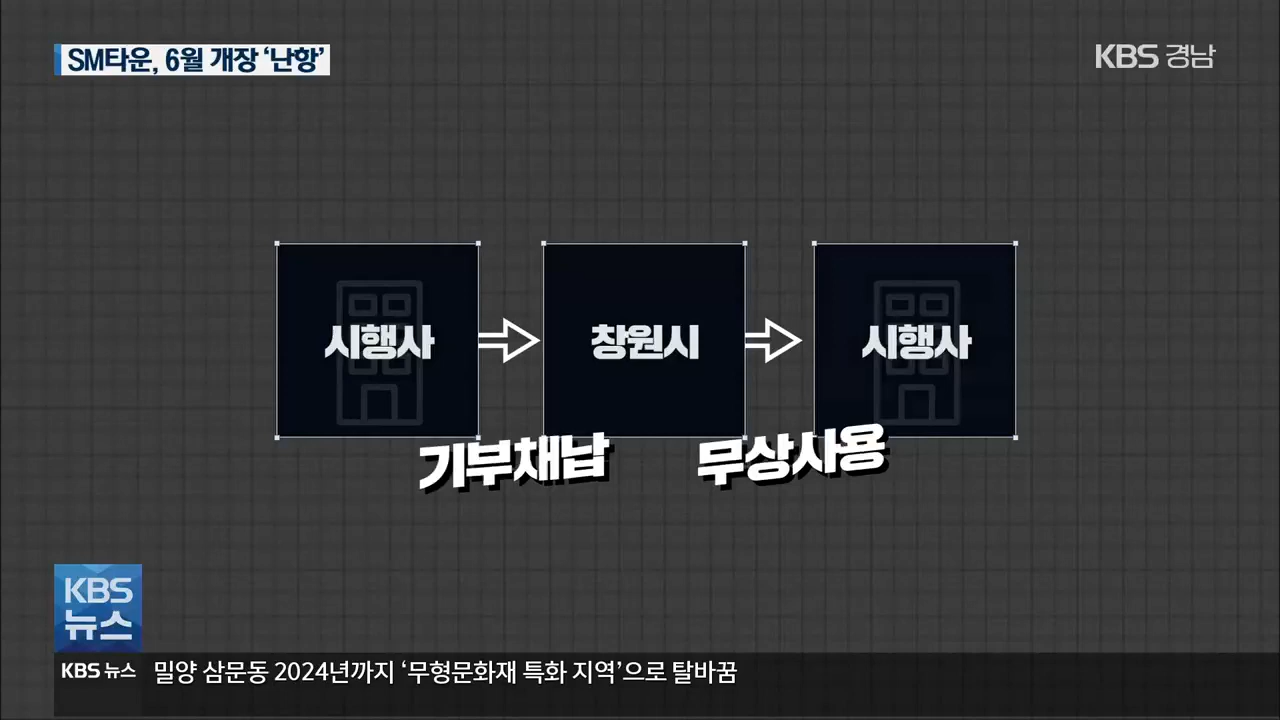 SM타운, 6월 개장 ‘난항’
KBS 경남
시행사
창원시
시행사
기부채납
무상사용
KBS
뉴스
KBS 뉴스 밀양 삼문동 2024년까지 ‘무형문화재 특화 지역’으로 탈바꿈